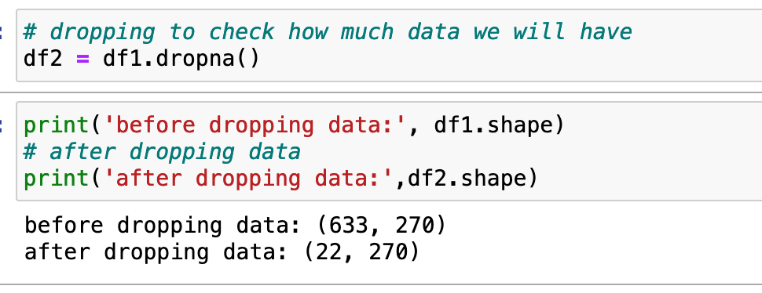 # dropping to check how much data we will have
df2 = df1.dropna()
print('before dropping data:', df1.shape)
# after dropping data
print('after dropping data:',df2.shape)
before dropping data: (633, 270)
after dropping data: (22, 270)